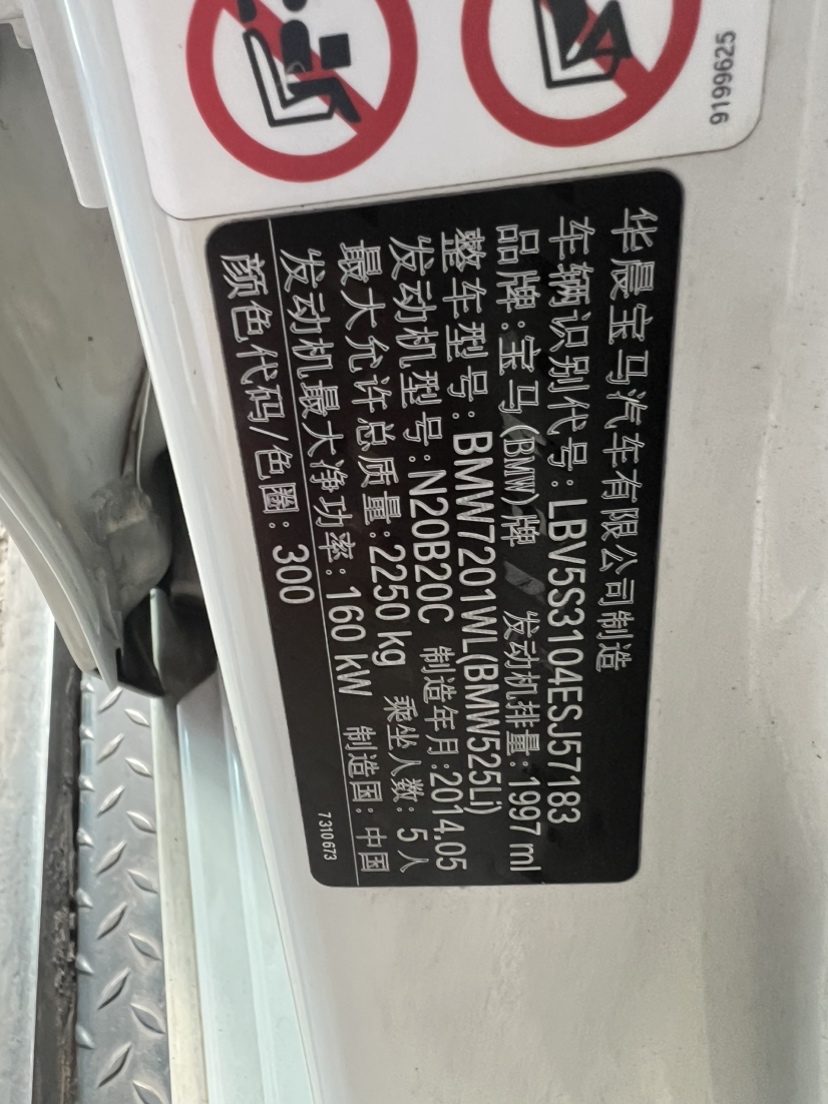 9199625
华晨宝马汽车有限公司制造
车辆识别代号：LBV5S3104ESJ57183
品牌：宝马(BMW)牌 发动机排量：1997 ml
整车型号：BMW7201WL(BMW525Li)
发动机型号：N20B20C 制造年月：2014.05
最大允许总质量：2250 kg 乘坐人数：5 人
发动机最大净功率：160 kW 制造国：中国
颜色代码/色圈：300
7 310 673